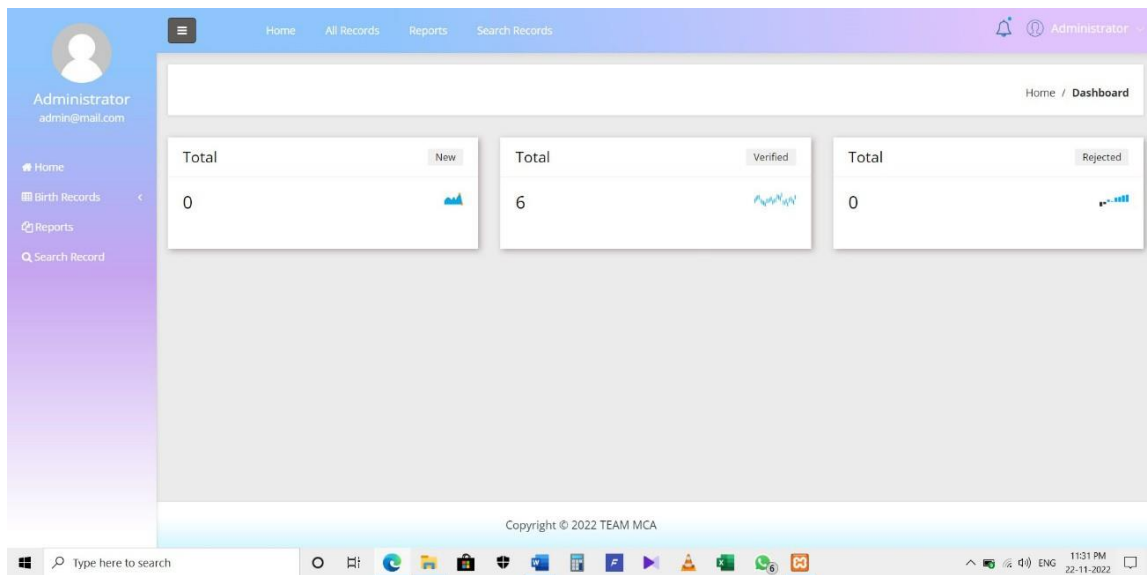 Home All Records Reports Search Records
Administrator
Administrator
admin@mail.com
Home
Birth Records
Reports
Search Record
Home / Dashboard
Total New
0
Total Verified
6
Total Rejected
0
Copyright © 2022 TEAM MCA
Type here to search
6
ENG
11:31 PM
22-11-2022